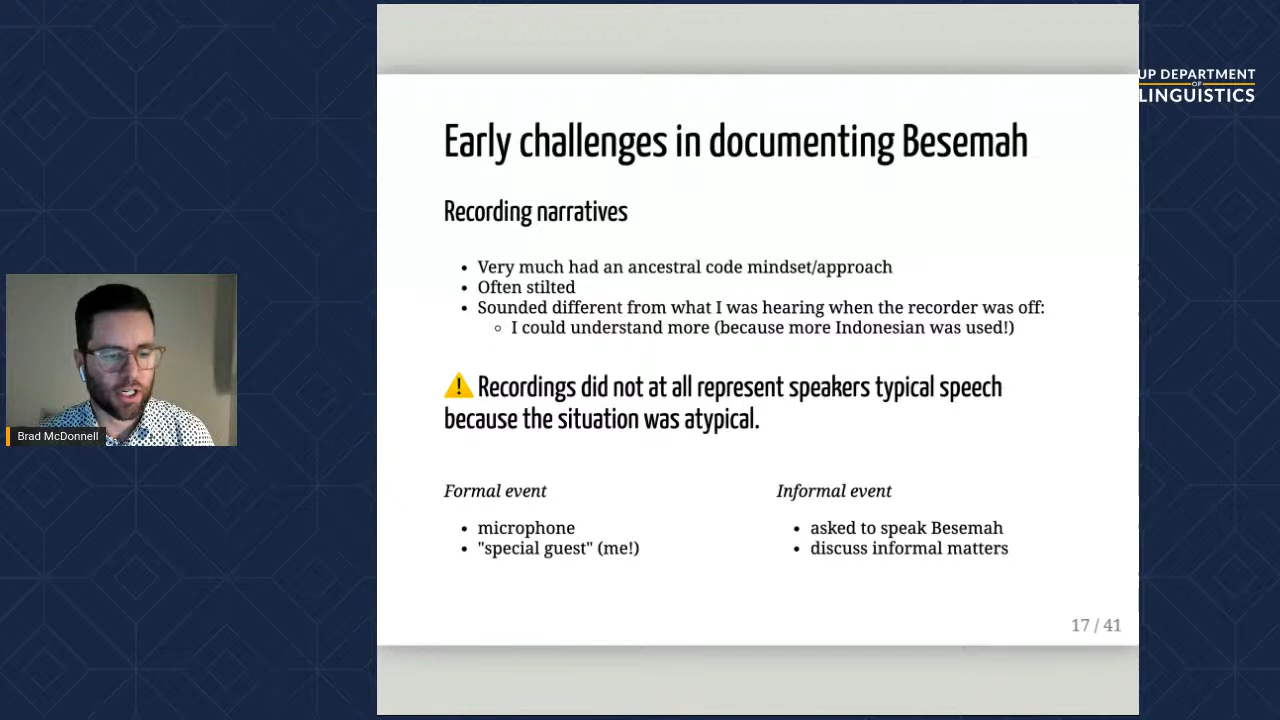 UP DEPARTMENT
OF
LINGUISTICS
Early challenges in documenting Besemah
Recording narratives
• Very much had an ancestral code mindset/approach
• Often stilted
• Sounded different from what I was hearing when the recorder was off:
◦ I could understand more (because more Indonesian was used!)
⚠ Recordings did not at all represent speakers typical speech
because the situation was atypical.
Formal event
• microphone
• "special guest" (me!)
Informal event
• asked to speak Besemah
• discuss informal matters
17 / 41
Brad McDonnell